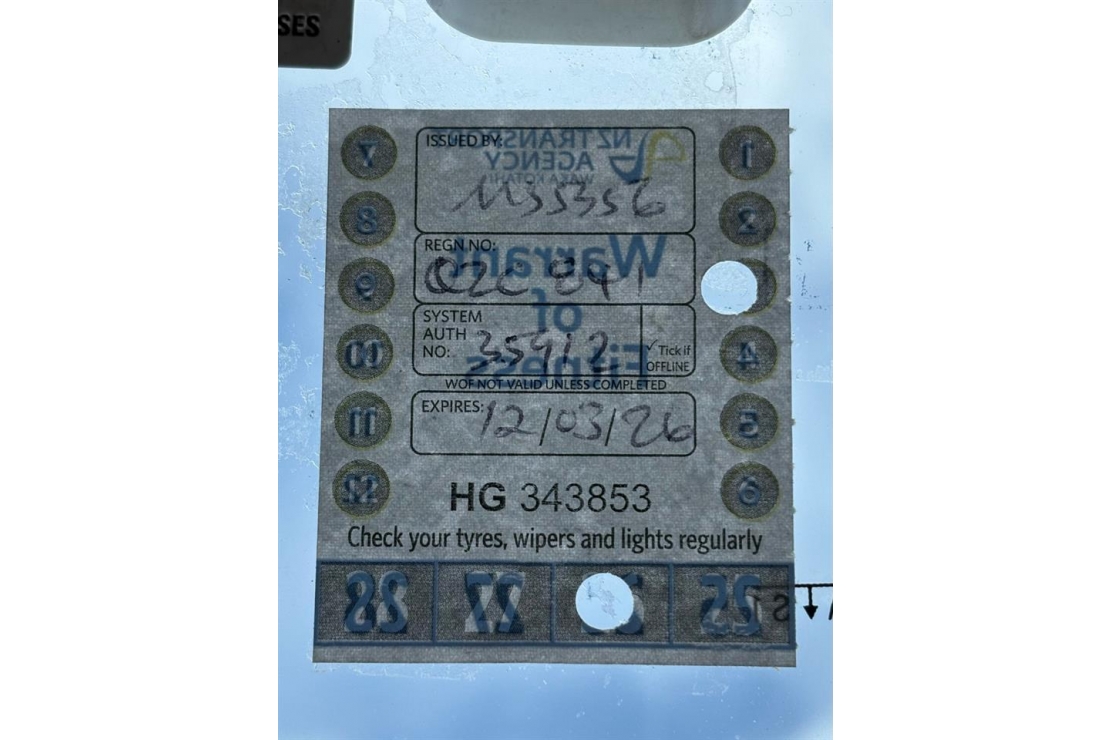 SES
ISSUED BY:
NZ TRANSPORT
AGENCY
WAKA KOTAHI
M35356
REGN NO:
Warrant
QZC 841
of
SYSTEM
AUTH
NO: 35912
✓ Tick if
OFFLINE
Fitness
WOF NOT VALID UNLESS COMPLETED
EXPIRES: 12/03/26
7 1
8 2
9
10 4
11 5
12 6
HG 343853
Check your tyres, wipers and lights regularly
28 27 25